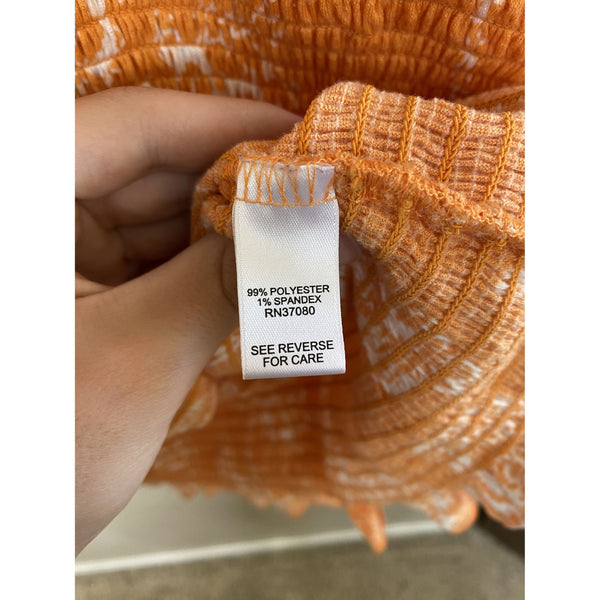 99% POLYESTER
1% SPANDEX
RN37080
SEE REVERSE
FOR CARE